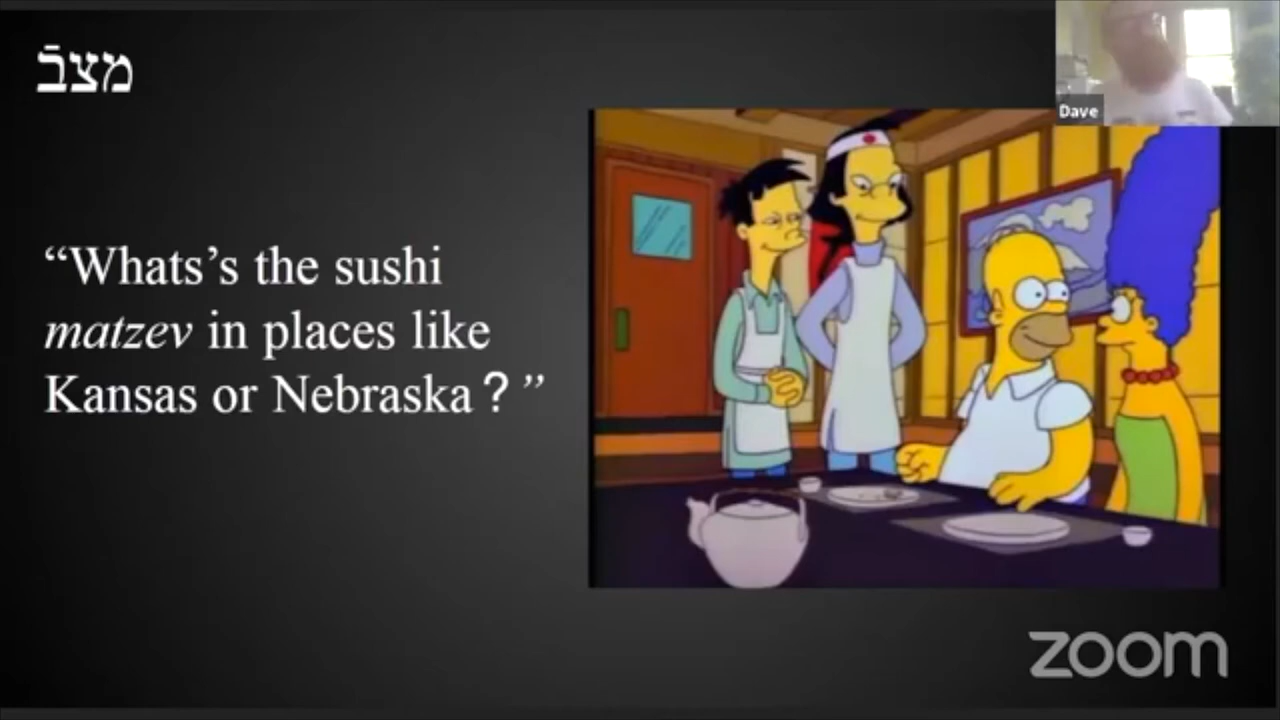 מצבֿ
“Whats’s the sushi
matzev in places like
Kansas or Nebraska ? ”
Dave
zoom